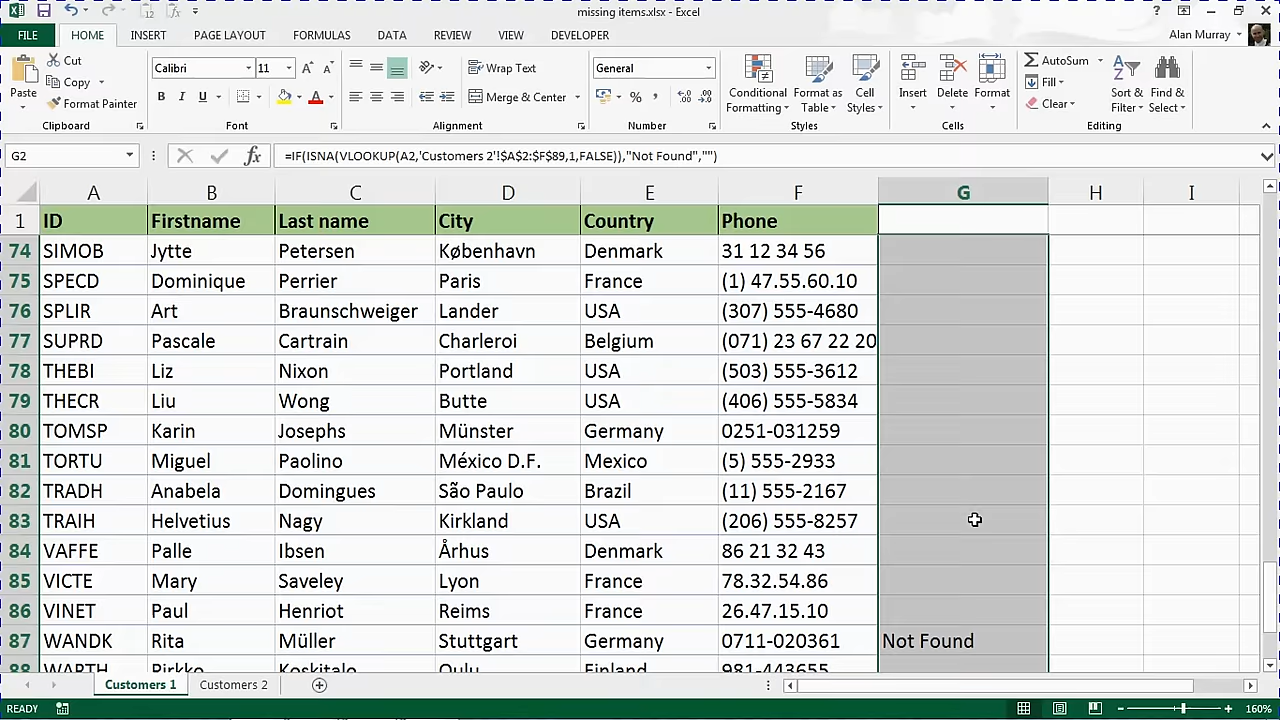 missing items.xlsx - Excel
FILE HOME INSERT PAGE LAYOUT FORMULAS DATA REVIEW VIEW DEVELOPER Alan Murray
Paste Cut Copy Format Painter Clipboard
Calibri 11 B I U A Font
Wrap Text Merge & Center Alignment
General % , Number
Conditional Formatting Format as Table Cell Styles Styles
Insert Delete Format Cells
AutoSum Fill Clear Sort & Filter Find & Select Editing
G2 fx =IF(ISNA(VLOOKUP(A2,'Customers 2'!$A$2:$F$89,1,FALSE)),"Not Found","")
A B C D E F G H I
1 ID Firstname Last name City Country Phone
74 SIMOB Jytte Petersen København Denmark 31 12 34 56
75 SPECD Dominique Perrier Paris France (1) 47.55.60.10
76 SPLIR Art Braunschweiger Lander USA (307) 555-4680
77 SUPRD Pascale Cartrain Charleroi Belgium (071) 23 67 22 20
78 THEBI Liz Nixon Portland USA (503) 555-3612
79 THECR Liu Wong Butte USA (406) 555-5834
80 TOMSP Karin Josephs Münster Germany 0251-031259
81 TORTU Miguel Paolino México D.F. Mexico (5) 555-2933
82 TRADH Anabela Domingues São Paulo Brazil (11) 555-2167
83 TRAIH Helvetius Nagy Kirkland USA (206) 555-8257
84 VAFFE Palle Ibsen Århus Denmark 86 21 32 43
85 VICTE Mary Saveley Lyon France 78.32.54.86
86 VINET Paul Henriot Reims France 26.47.15.10
87 WANDK Rita Müller Stuttgart Germany 0711-020361 Not Found
88 WARTH Pirkko Koskitalo Oulu Finland 981-443655
Customers 1 Customers 2
READY 160%